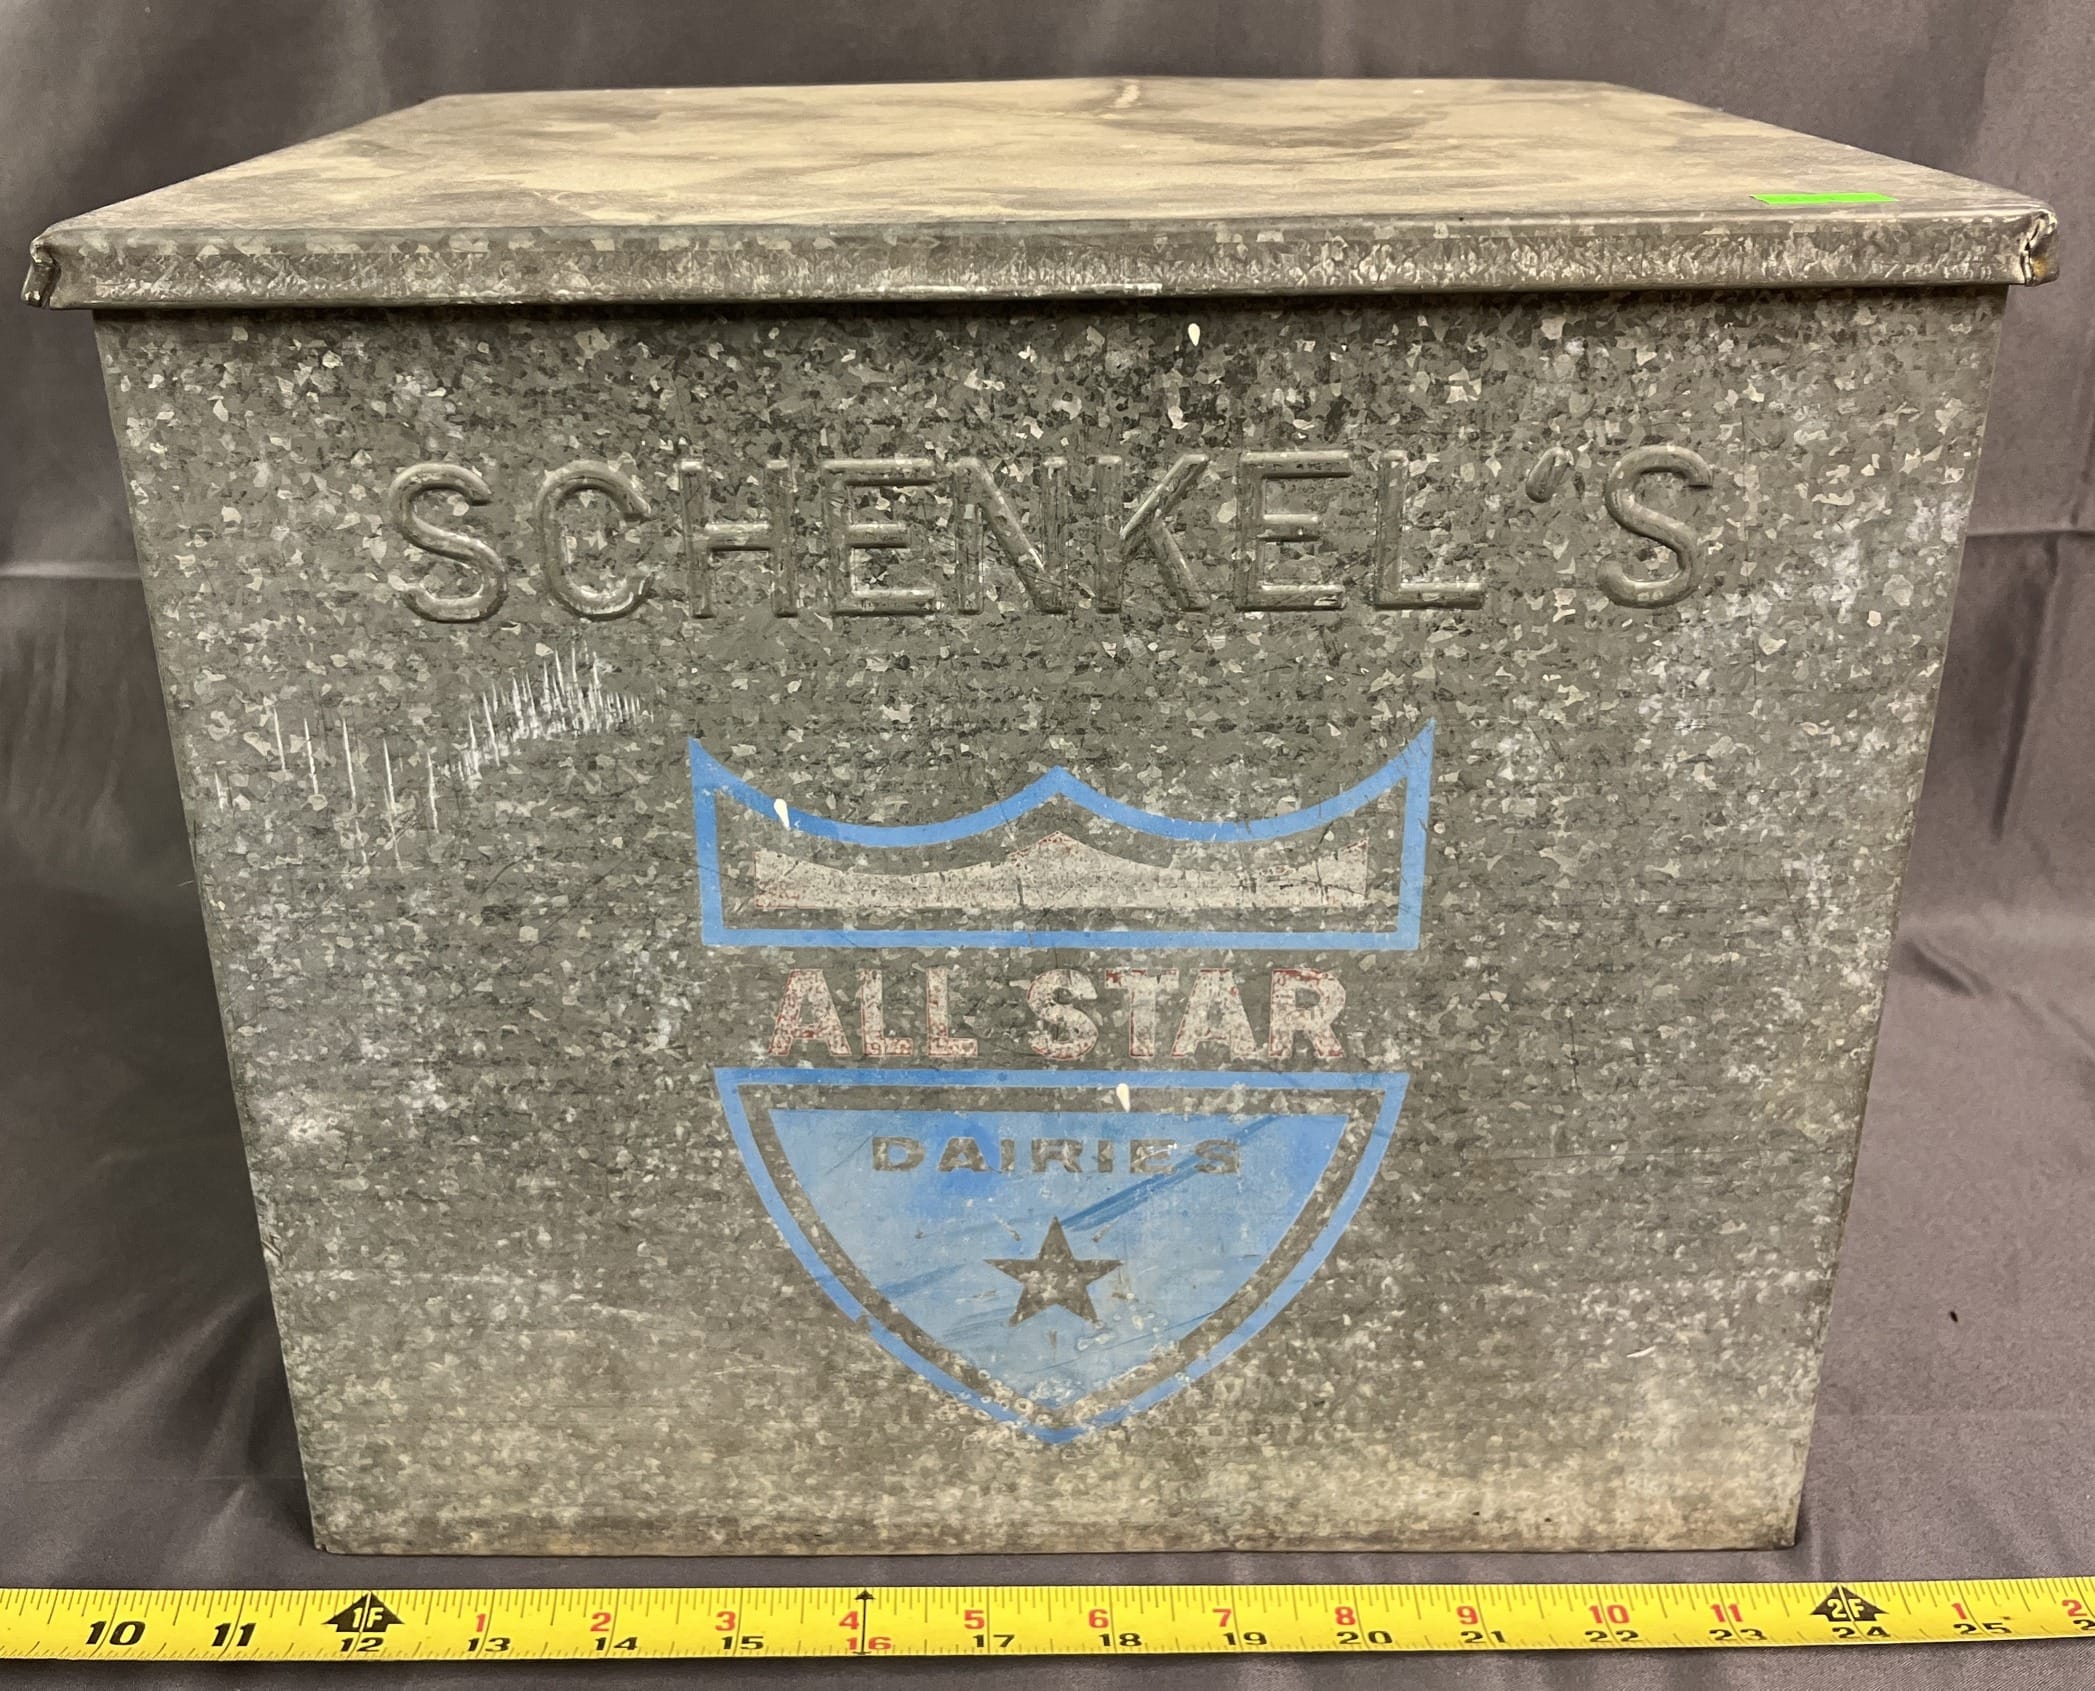 SCHENKEL'S
ALL STAR
DAIRIES
1F 1 2 3 4 5 6 7 8 9 10 11 2F 1 2
10 11 12 13 14 15 16 17 18 19 20 21 22 23 24 25